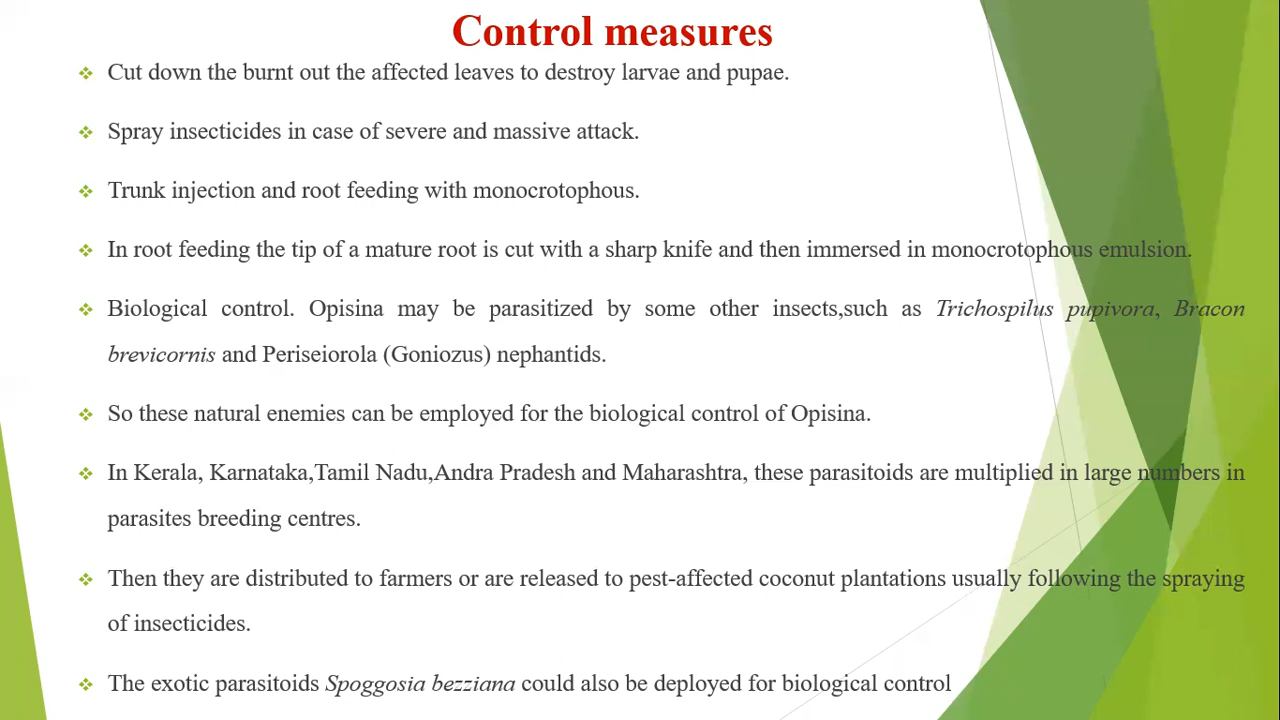 Control measures
Cut down the burnt out the affected leaves to destroy larvae and pupae.
Spray insecticides in case of severe and massive attack.
Trunk injection and root feeding with monocrotophous.
In root feeding the tip of a mature root is cut with a sharp knife and then immersed in monocrotophous emulsion.
Biological control. Opisina may be parasitized by some other insects,such as Trichospilus pupivora, Bracon
brevicornis and Periseiorola (Goniozus) nephantids.
So these natural enemies can be employed for the biological control of Opisina.
In Kerala, Karnataka,Tamil Nadu,Andra Pradesh and Maharashtra, these parasitoids are multiplied in large numbers in
parasites breeding centres.
Then they are distributed to farmers or are released to pest-affected coconut plantations usually following the spraying
of insecticides.
The exotic parasitoids Spoggosia bezziana could also be deployed for biological control